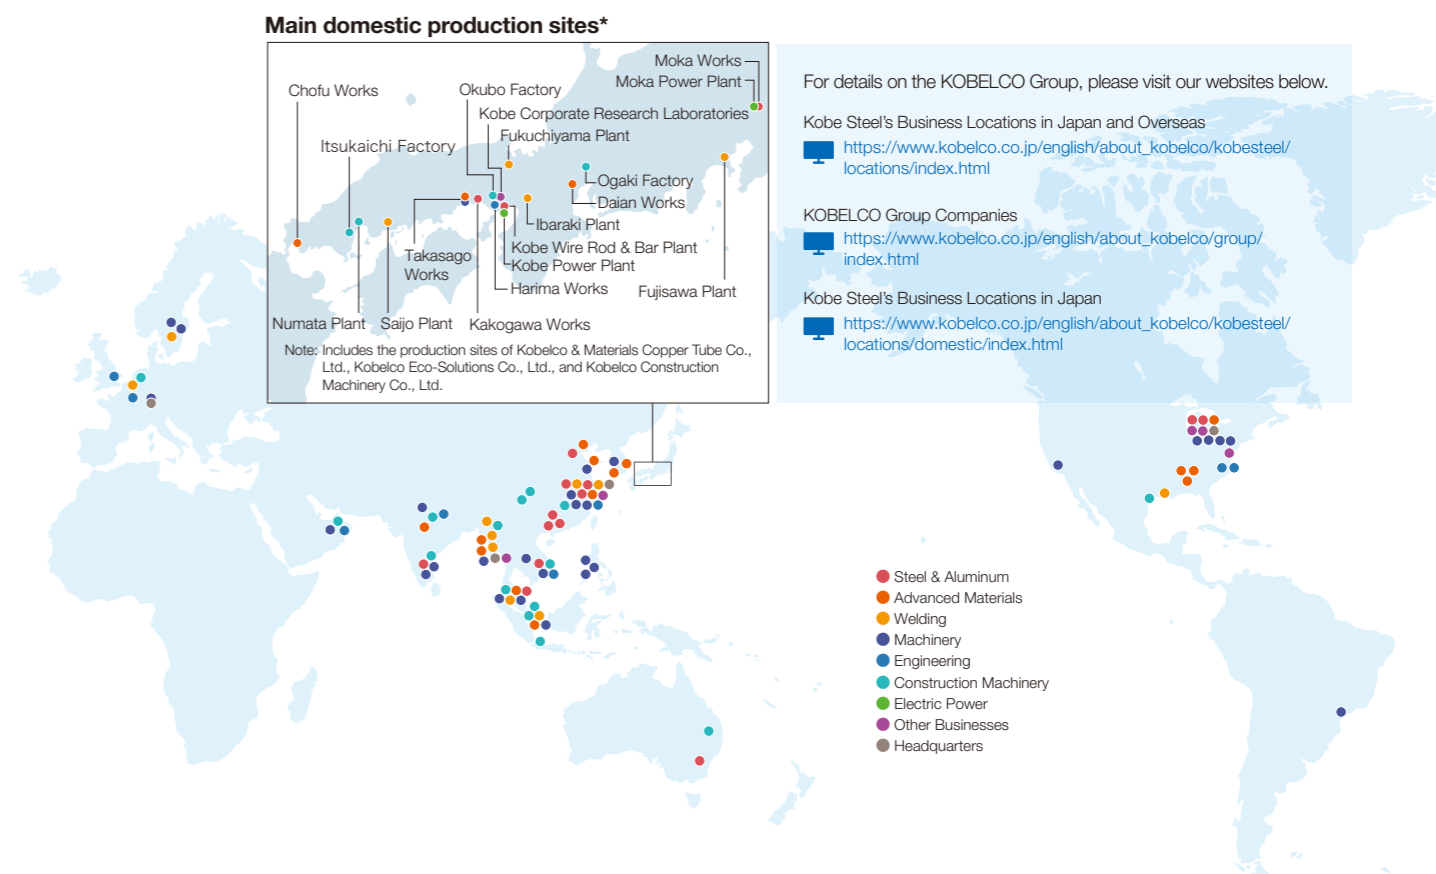 Main domestic production sites*
Moka Works
Moka Power Plant
Chofu Works
Okubo Factory
Kobe Corporate Research Laboratories
Fukuchiyama Plant
Itsukaichi Factory
Ogaki Factory
Daian Works
Ibaraki Plant
Kobe Wire Rod & Bar Plant
Takasago
Works
Kobe Power Plant
Harima Works
Fujisawa Plant
Numata Plant
Saijo Plant
Kakogawa Works
Note: Includes the production sites of Kobelco & Materials Copper Tube Co.,
Ltd., Kobelco Eco-Solutions Co., Ltd., and Kobelco Construction
Machinery Co., Ltd.
For details on the KOBELCO Group, please visit our websites below.
Kobe Steel's Business Locations in Japan and Overseas
https://www.kobelco.co.jp/english/about_kobelco/kobesteel/
locations/index.html
KOBELCO Group Companies
https://www.kobelco.co.jp/english/about_kobelco/group/
index.html
Kobe Steel's Business Locations in Japan
https://www.kobelco.co.jp/english/about_kobelco/kobesteel/
locations/domestic/index.html
Steel & Aluminum
Advanced Materials
Welding
Machinery
Engineering
Construction Machinery
Electric Power
Other Businesses
Headquarters